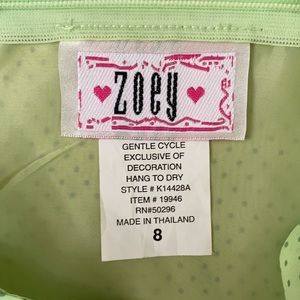 zoey
GENTLE CYCLE
EXCLUSIVE OF
DECORATION
HANG TO DRY
STYLE # K14428A
ITEM # 19946
RN#50296
MADE IN THAILAND
8